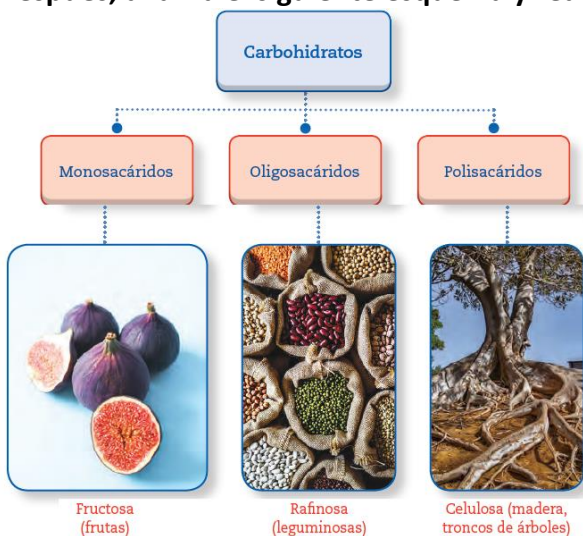 Carbohidratos
Monosacáridos
Oligosacáridos
Polisacáridos
Fructosa
(frutas)
Rafinosa
(leguminosas)
Celulosa (madera,
troncos de árboles)